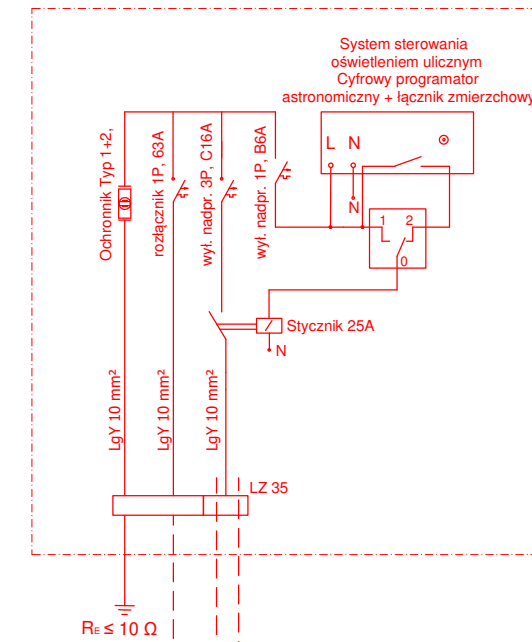 System sterowania
oświetleniem ulicznym
Cyfrowy programator
astronomiczny + łącznik zmierzchowy
Ochronnik Typ 1+2,
rozłącznik 1P, 63A
wył. nadpr. 3P, C16A
wył. nadpr. 1P, B6A
L N
N
1 2
0
Stycznik 25A
N
LgY 10 mm²
LgY 10 mm²
LgY 10 mm²
LZ 35
RE ≤ 10 Ω